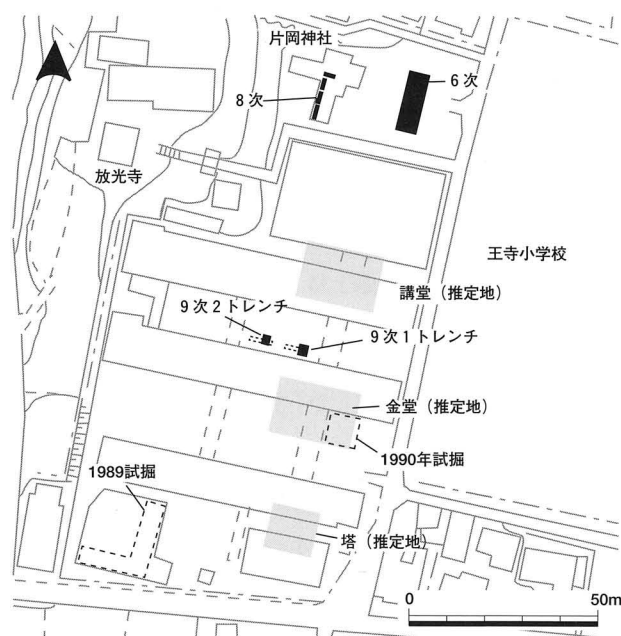 片岡神社
6次
8次
放光寺
王寺小学校
講堂（推定地）
9次2トレンチ
9次1トレンチ
金堂（推定地）
1990年試掘
1989試掘
塔（推定地）
0 50m